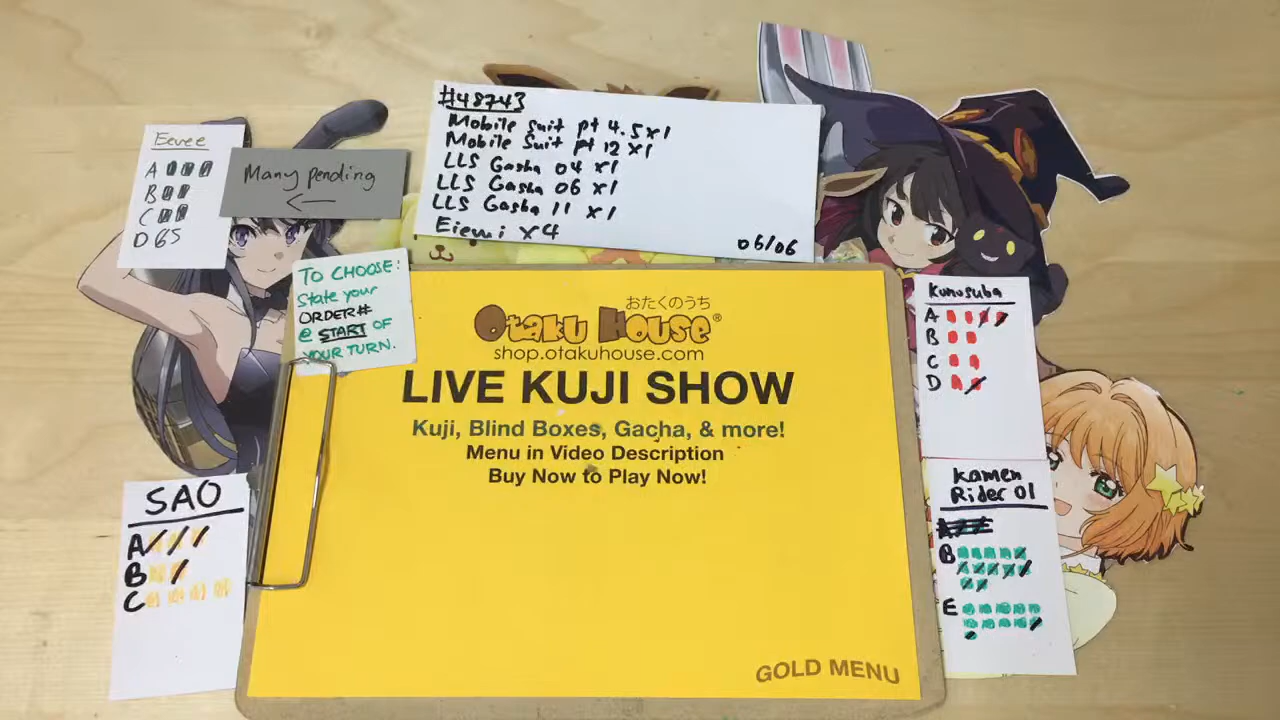 #48743
Mobile suit pt 4.5 x1
Mobile Suit pt 12 x1
LLS Gasha 04 x1
LLS Gasha 06 x1
LLS Gasha 11 x1
x4
06/06
Eevee
A
B
C
D 65
Many pending
←
TO CHOOSE:
State your
ORDER#
@ START OF
YOUR TURN.
おたくのうち
Otaku House®
shop.otakuhouse.com
LIVE KUJI SHOW
Kuji, Blind Boxes, Gacha, & more!
Menu in Video Description
Buy Now to Play Now!
GOLD MENU
Kunosuba
A
B
C
D
SAO
A
B
C
Kamen
Rider 01
A
B
E